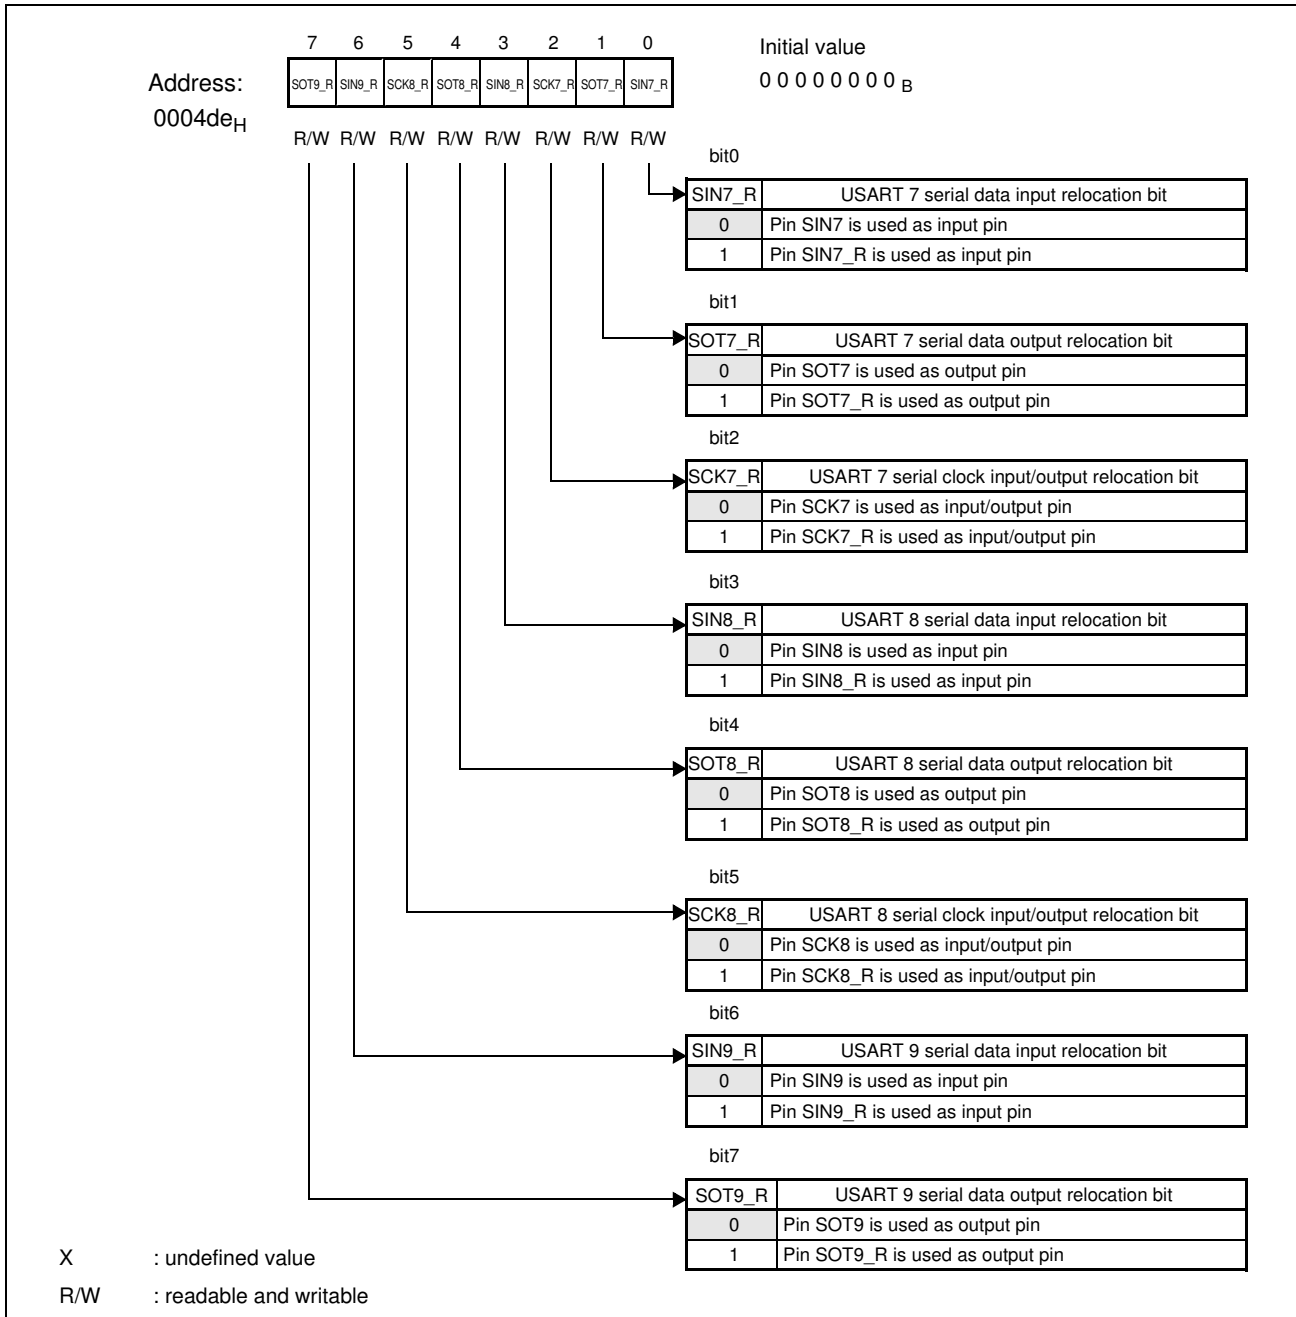 7 6 5 4 3 2 1 0
Initial value
Address:
SOT9_R SIN9_R SCK8_R SOT8_R SIN8_R SCK7_R SOT7_R SIN7_R
0 0 0 0 0 0 0 0 B
0004deH
R/W R/W R/W R/W R/W R/W R/W R/W
bit0
SIN7_R USART 7 serial data input relocation bit
0 Pin SIN7 is used as input pin
1 Pin SIN7_R is used as input pin
bit1
SOT7_R USART 7 serial data output relocation bit
0 Pin SOT7 is used as output pin
1 Pin SOT7_R is used as output pin
bit2
SCK7_R USART 7 serial clock input/output relocation bit
0 Pin SCK7 is used as input/output pin
1 Pin SCK7_R is used as input/output pin
bit3
SIN8_R USART 8 serial data input relocation bit
0 Pin SIN8 is used as input pin
1 Pin SIN8_R is used as input pin
bit4
SOT8_R USART 8 serial data output relocation bit
0 Pin SOT8 is used as output pin
1 Pin SOT8_R is used as output pin
bit5
SCK8_R USART 8 serial clock input/output relocation bit
0 Pin SCK8 is used as input/output pin
1 Pin SCK8_R is used as input/output pin
bit6
SIN9_R USART 9 serial data input relocation bit
0 Pin SIN9 is used as input pin
1 Pin SIN9_R is used as input pin
bit7
SOT9_R USART 9 serial data output relocation bit
0 Pin SOT9 is used as output pin
1 Pin SOT9_R is used as output pin
X : undefined value
R/W : readable and writable